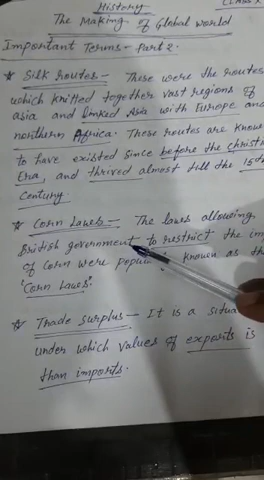 History
Class X
The Making of Global World
Important Terms - Part 2.
★ Silk Routes - These were the routes
which knitted together vast regions of
asia and linked Asia with Europe and
northern Africa. These routes are know
to have existed since before the christ
Era, and thrived almost till the 15th
century.
★ Corn Laws - The laws allowing
British government to restrict the im
of corn were known as th
"Corn Laws".
★ Trade Surplus - It is a situa
under which values of exports is
than imports.